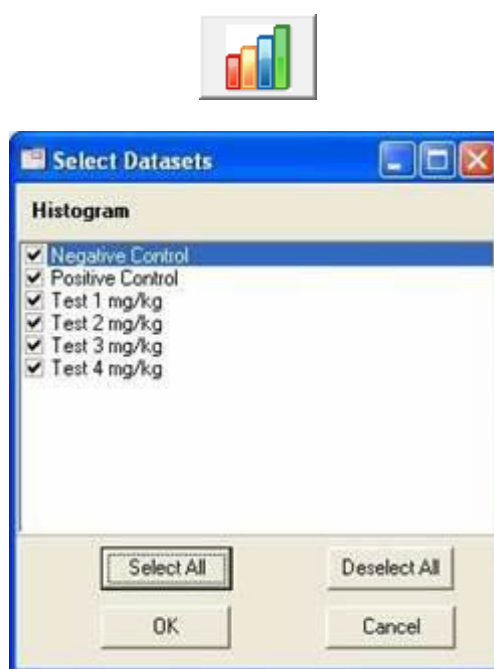 Select Datasets
Histogram
Negative Control
Positive Control
Test 1 mg/kg
Test 2 mg/kg
Test 3 mg/kg
Test 4 mg/kg
Select All
Deselect All
OK
Cancel